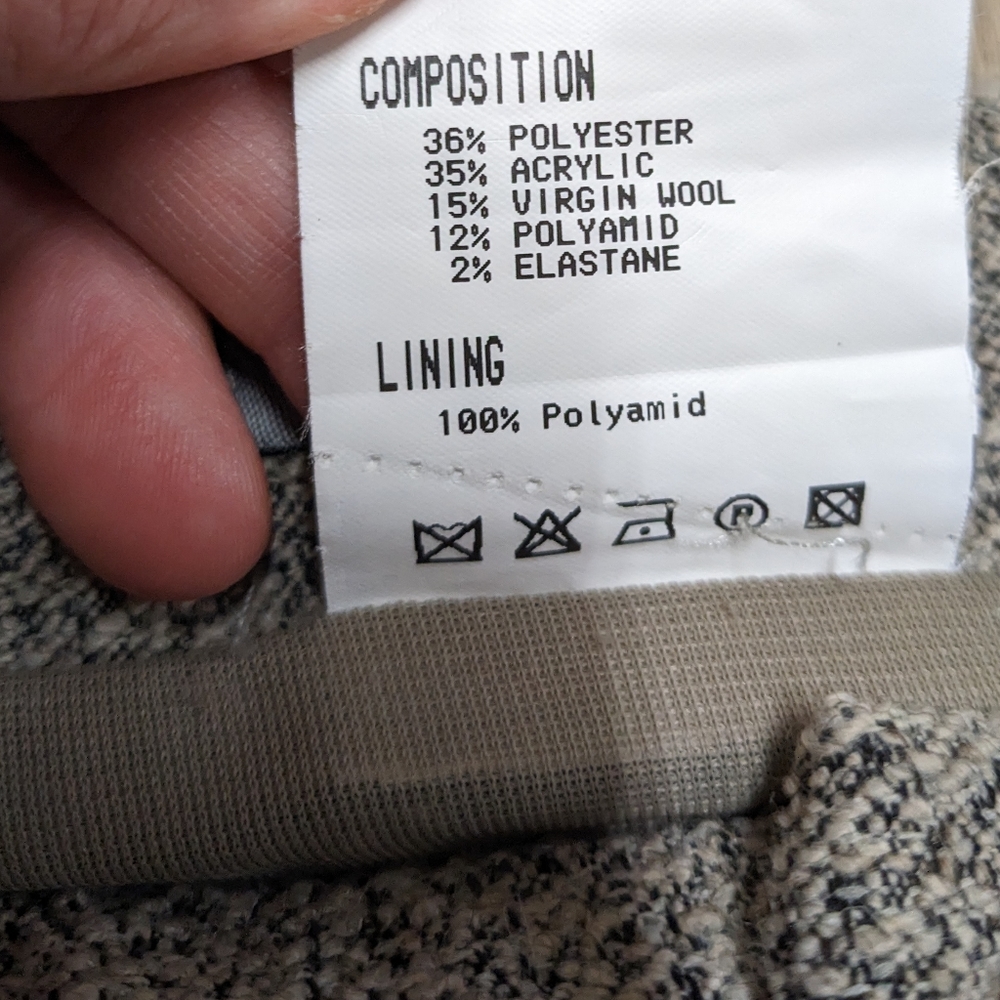 COMPOSITION
36% POLYESTER
35% ACRYLIC
15% VIRGIN WOOL
12% POLYAMID
2% ELASTANE
LINING
100% Polyamid
P